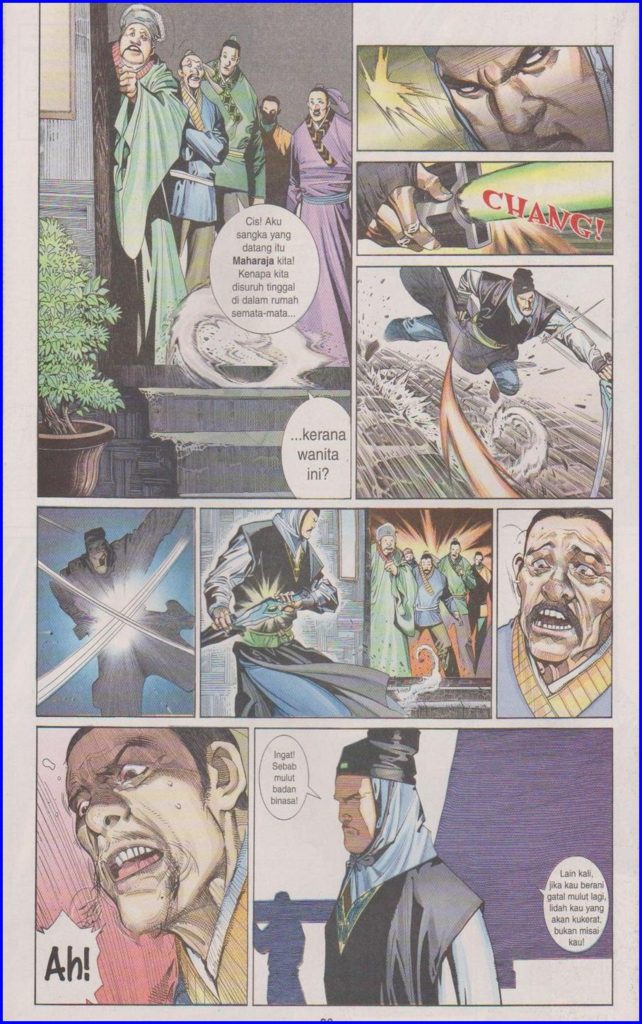 Cis! Aku
sangka yang
datang itu
Maharaja kita!
Kenapa kita
disuruh tinggal
di dalam rumah
semata-mata...
...kerana
wanita
ini?
CHANG!
Ah!
Ingat!
Sebab
mulut
badan
binasa!
Lain kali,
jika kau berani
gatal mulut lagi,
lidah kau yang
akan kukerat,
bukan misai
kau!